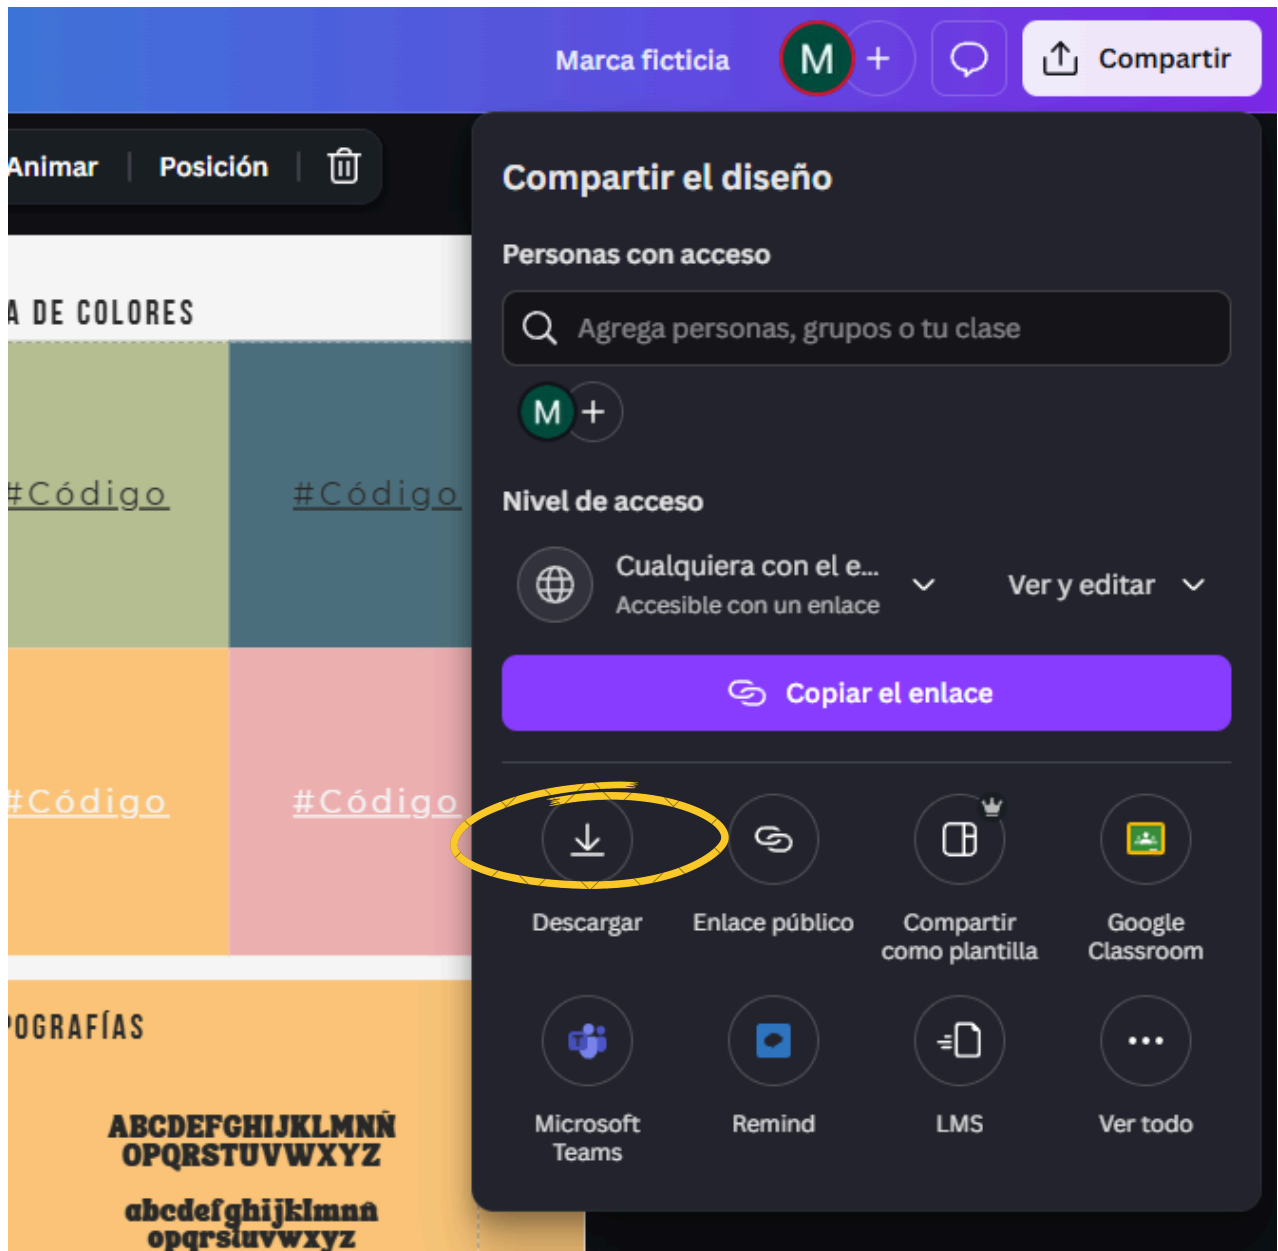 Marca ficticia
M
Compartir
Animar
Posición
Compartir el diseño
Personas con acceso
Agrega personas, grupos o tu clase
M
Nivel de acceso
Cualquiera con el e...
Accesible con un enlace
Ver y editar
Copiar el enlace
Descargar
Enlace público
Compartir
como plantilla
Google
Classroom
Microsoft
Teams
Remind
LMS
Ver todo
A DE COLORES
#Código
#Código
#Código
#Código
POGRAFÍAS
ABCDEFGHIJKLMNÑ
OPQRSTUVWXYZ
abcdefghijklmnñ
opqrstuvwxyz